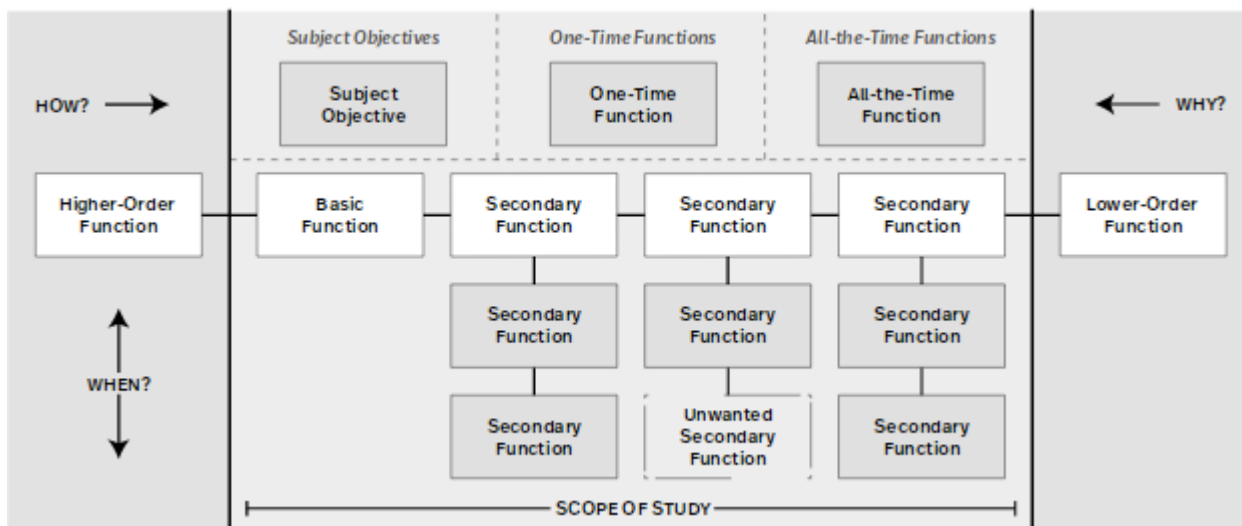 Subject Objectives
One-Time Functions
All-the-Time Functions
Subject
Objective
One-Time
Function
All-the-Time
Function
HOW?
WHY?
Higher-Order
Function
Basic
Function
Secondary
Function
Secondary
Function
Secondary
Function
Lower-Order
Function
Secondary
Function
Secondary
Function
Secondary
Function
WHEN?
Secondary
Function
Unwanted
Secondary
Function
Secondary
Function
SCOPE OF STUDY